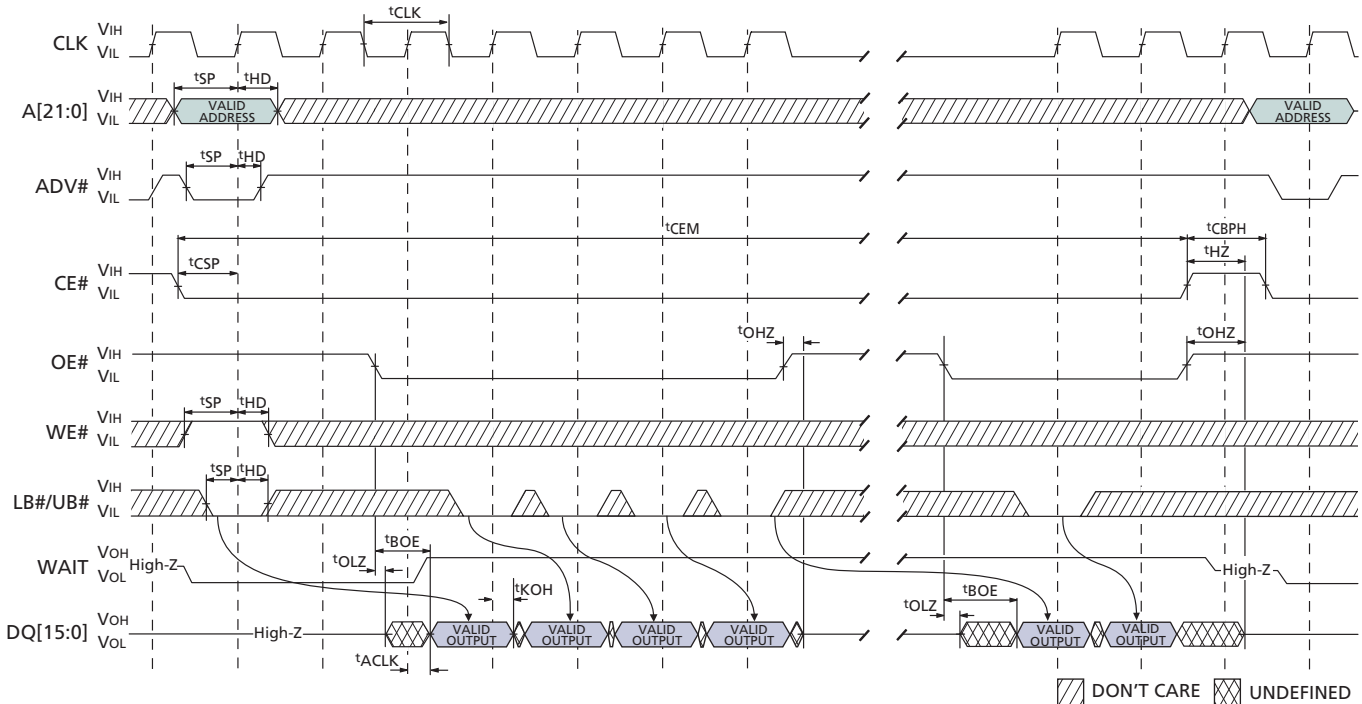 tCLK
VIH
CLK
VIL
tSP tHD
VIH
A[21:0]
VIL
VALID ADDRESS
VALID ADDRESS
tSP tHD
VIH
ADV#
VIL
tCEM
tCBPH
tHZ
tCSP
VIH
CE#
VIL
tOHZ
tOHZ
VIH
OE#
VIL
tSP tHD
VIH
WE#
VIL
tSP tHD
VIH
LB#/UB#
VIL
tBOE
tOLZ
VOH
WAIT High-Z
VOL
High-Z
tKOH
tBOE
tOLZ
VOH
DQ[15:0]
VOL
High-Z
VALID OUTPUT
VALID OUTPUT
VALID OUTPUT
VALID OUTPUT
VALID OUTPUT
VALID OUTPUT
tACLK
DON'T CARE
UNDEFINED